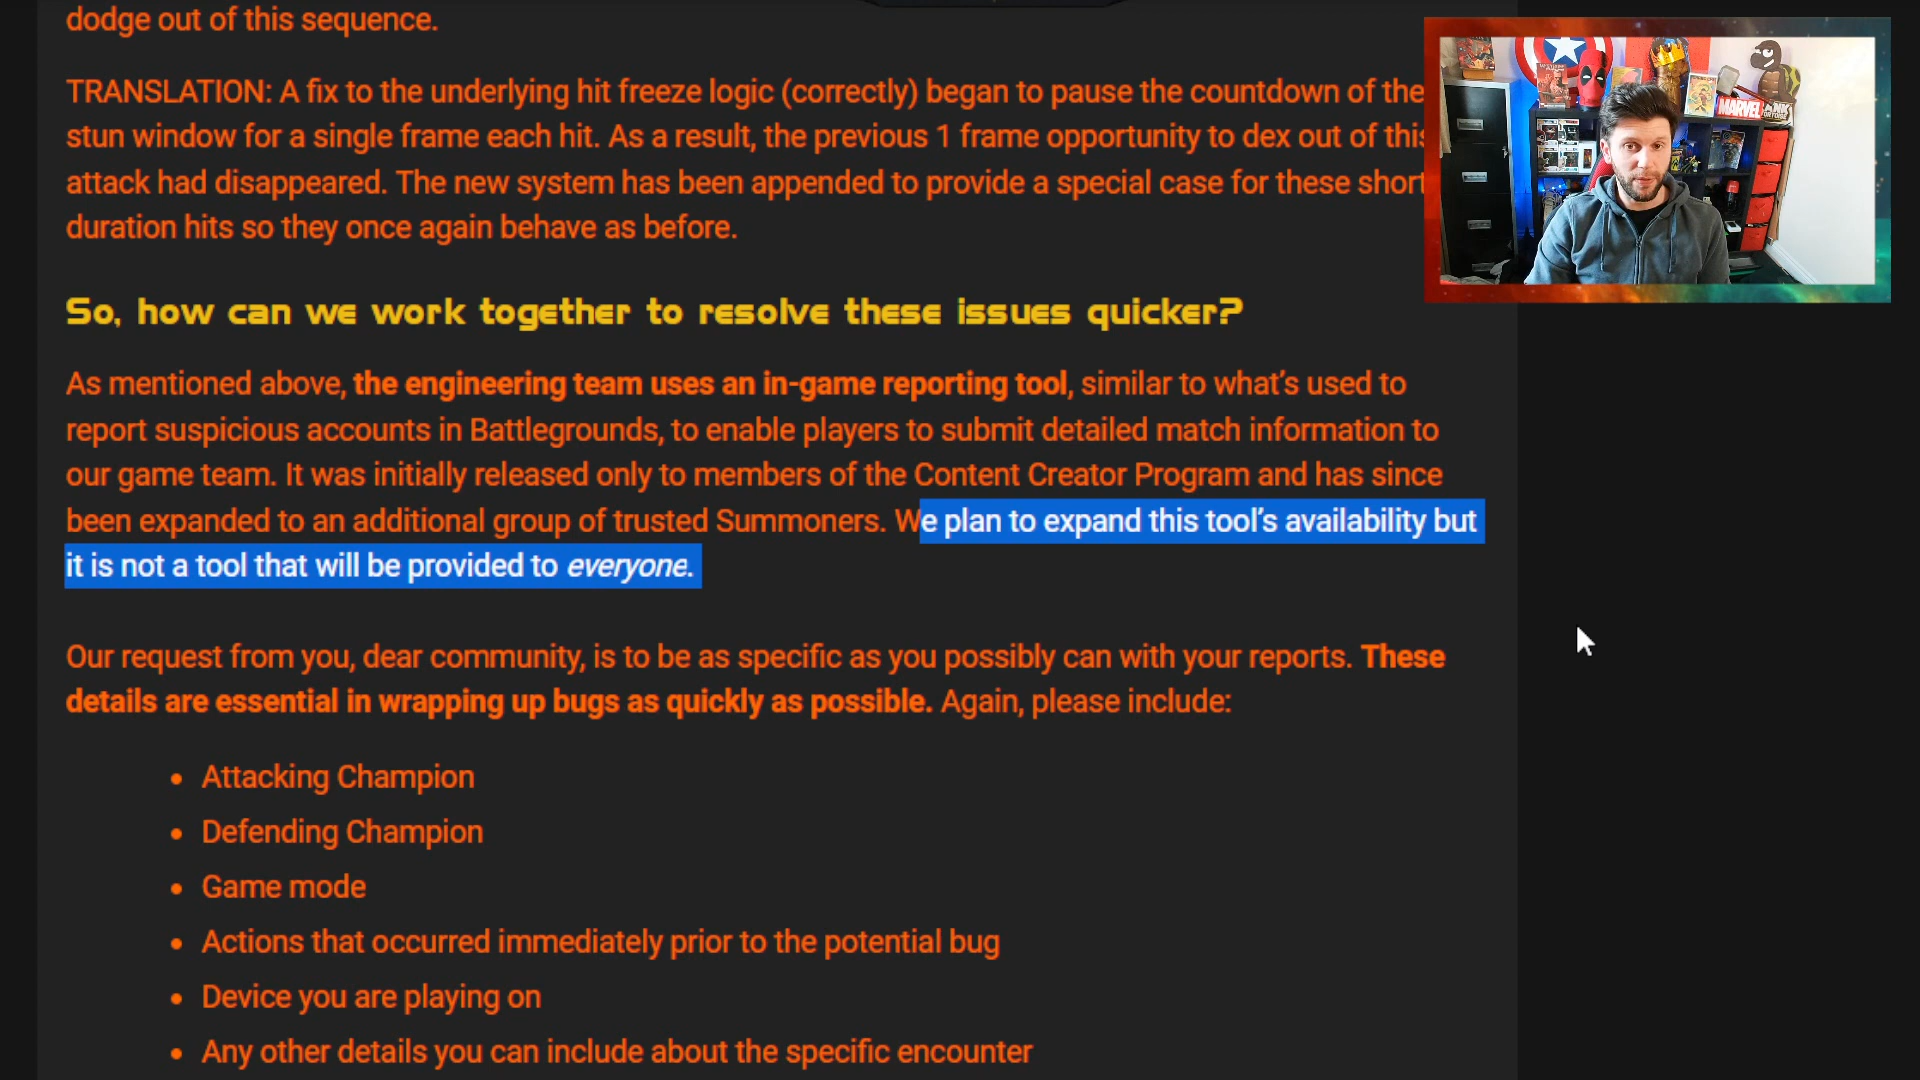 dodge out of this sequence.
TRANSLATION: A fix to the underlying hit freeze logic (correctly) began to pause the countdown of the
stun window for a single frame each hit. As a result, the previous 1 frame opportunity to dex out of this
attack had disappeared. The new system has been appended to provide a special case for these short
duration hits so they once again behave as before.
So, how can we work together to resolve these issues quicker?
As mentioned above, the engineering team uses an in-game reporting tool, similar to what’s used to
report suspicious accounts in Battlegrounds, to enable players to submit detailed match information to
our game team. It was initially released only to members of the Content Creator Program and has since
been expanded to an additional group of trusted Summoners. We plan to expand this tool’s availability but
it is not a tool that will be provided to everyone.
Our request from you, dear community, is to be as specific as you possibly can with your reports. These
details are essential in wrapping up bugs as quickly as possible. Again, please include:
• Attacking Champion
• Defending Champion
• Game mode
• Actions that occurred immediately prior to the potential bug
• Device you are playing on
• Any other details you can include about the specific encounter
MARVEL